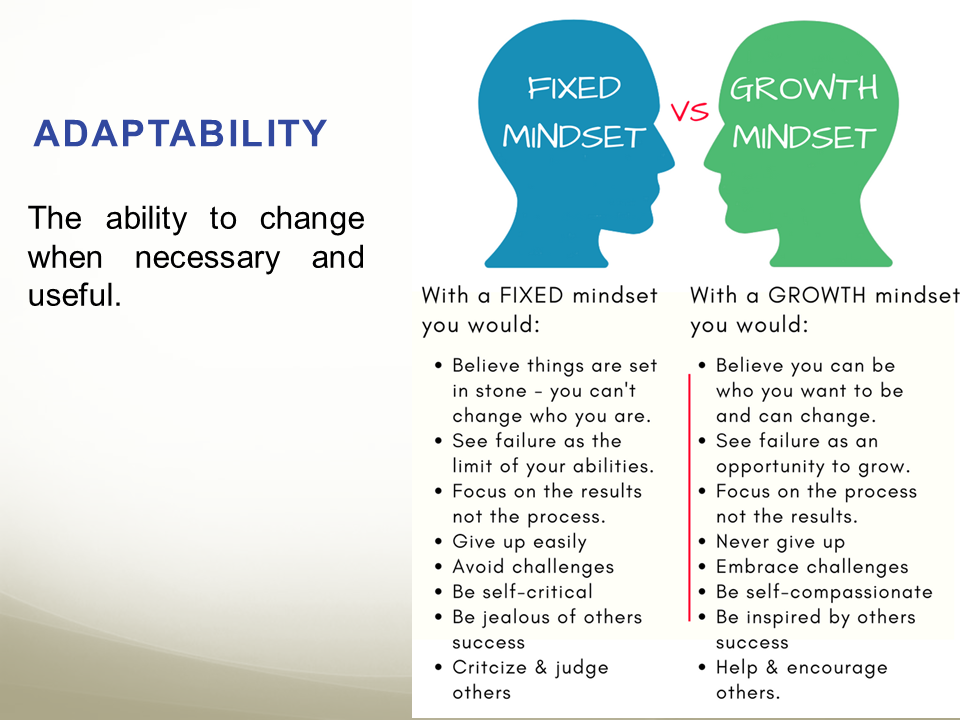 ADAPTABILITY
The ability to change
when necessary and
useful.
FIXED
MINDSET
VS
GROWTH
MINDSET
With a FIXED mindset
you would:
• Believe things are set
in stone - you can't
change who you are.
• See failure as the
limit of your abilities.
• Focus on the results
not the process.
• Give up easily
• Avoid challenges
• Be self-critical
• Be jealous of others
success
• Critcize & judge
others
With a GROWTH mindset
you would:
• Believe you can be
who you want to be
and can change.
• See failure as an
opportunity to grow.
• Focus on the process
not the results.
• Never give up
• Embrace challenges
• Be self-compassionate
• Be inspired by others
success
• Help & encourage
others.